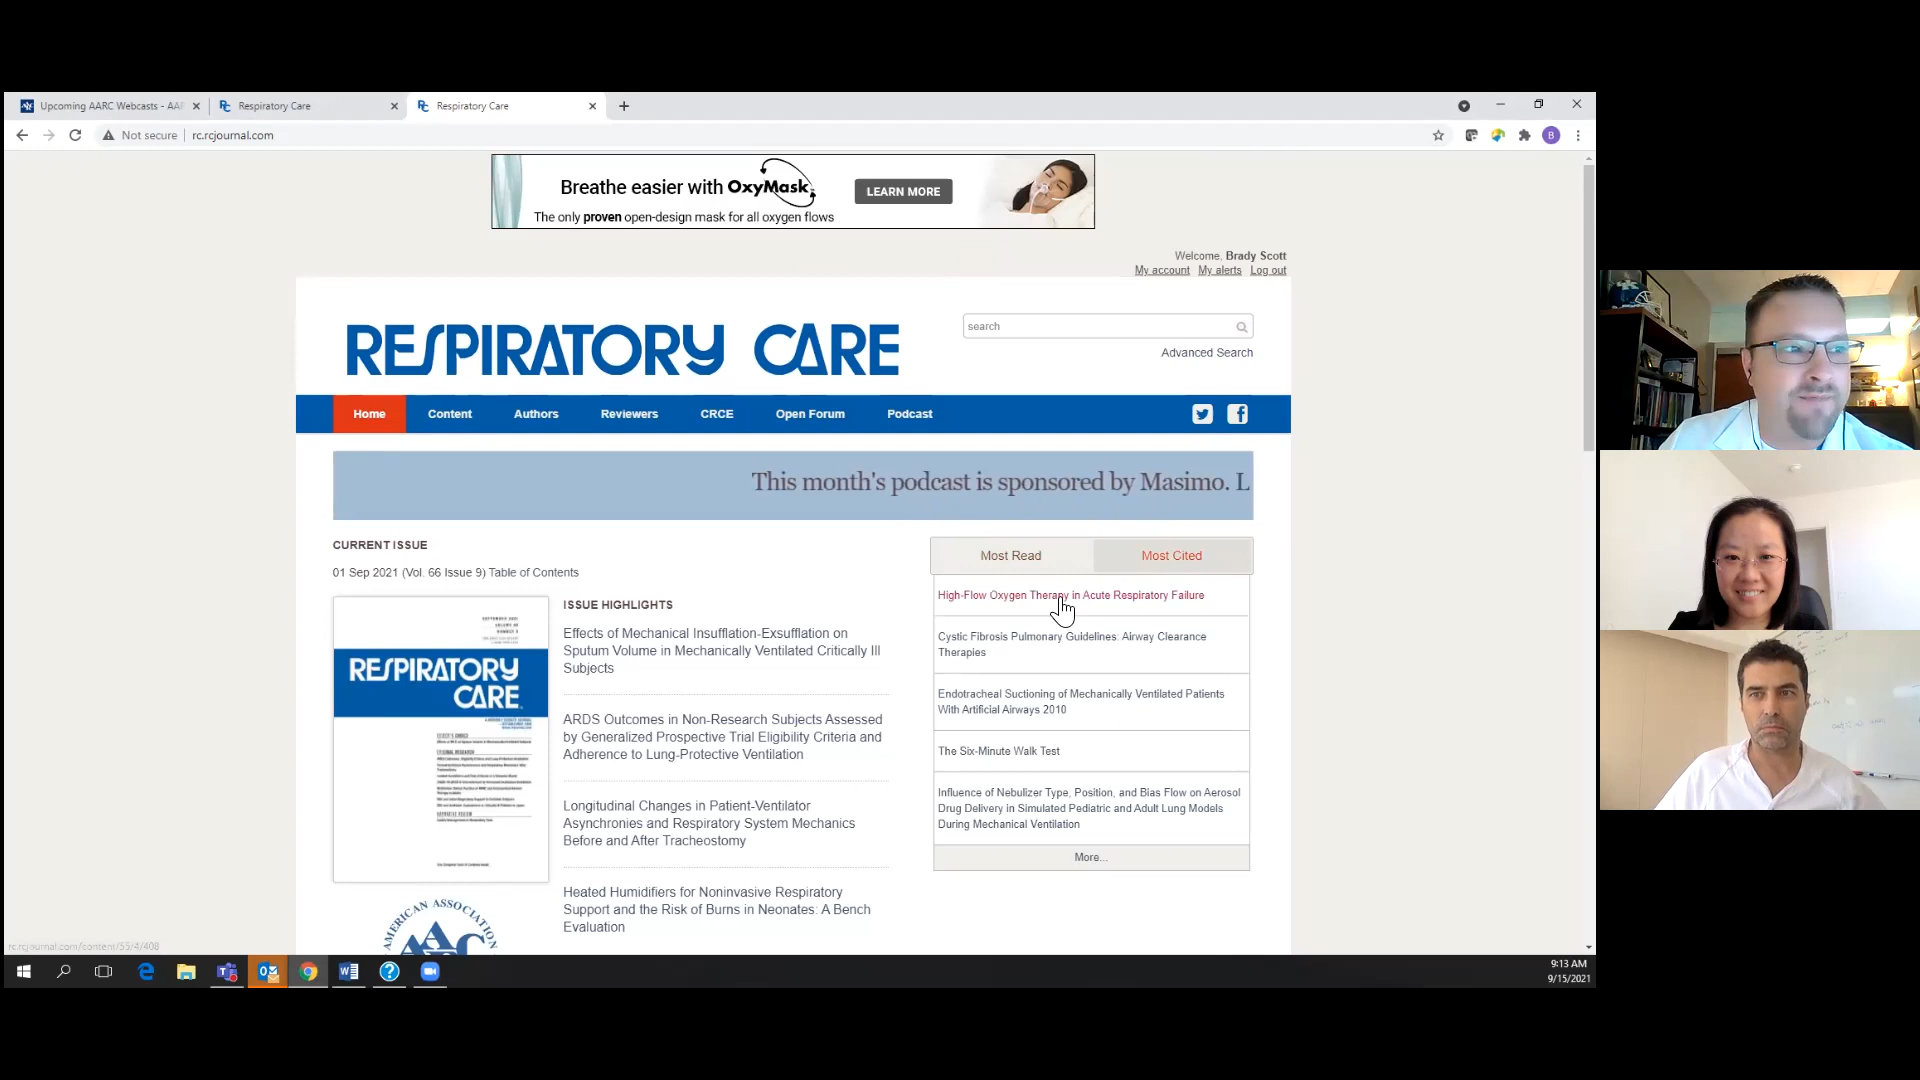 Upcoming AARC Webcasts - AAR
Respiratory Care
Respiratory Care
Not secure
rc.rcjournal.com
B
Breathe easier with OxyMask
LEARN MORE
The only proven open-design mask for all oxygen flows
Welcome, Brady Scott
My account My alerts Log out
RESPIRATORY CARE
search
Advanced Search
Home Content Authors Reviewers CRCE Open Forum Podcast
This month's podcast is sponsored by Masimo. L
CURRENT ISSUE
01 Sep 2021 (Vol. 66 Issue 9) Table of Contents
RESPIRATORY
CARE
AMERICAN ASSOCIATION
ISSUE HIGHLIGHTS
Effects of Mechanical Insufflation-Exsufflation on
Sputum Volume in Mechanically Ventilated Critically Ill
Subjects
ARDS Outcomes in Non-Research Subjects Assessed
by Generalized Prospective Trial Eligibility Criteria and
Adherence to Lung-Protective Ventilation
Longitudinal Changes in Patient-Ventilator
Asynchronies and Respiratory System Mechanics
Before and After Tracheostomy
Heated Humidifiers for Noninvasive Respiratory
Support and the Risk of Burns in Neonates: A Bench
Evaluation
Most Read
Most Cited
High-Flow Oxygen Therapy in Acute Respiratory Failure
Cystic Fibrosis Pulmonary Guidelines: Airway Clearance
Therapies
Endotracheal Suctioning of Mechanically Ventilated Patients
With Artificial Airways 2010
The Six-Minute Walk Test
Influence of Nebulizer Type, Position, and Bias Flow on Aerosol
Drug Delivery in Simulated Pediatric and Adult Lung Models
During Mechanical Ventilation
More...
rc.rcjournal.com/content/55/4/408
9:13 AM
9/15/2021